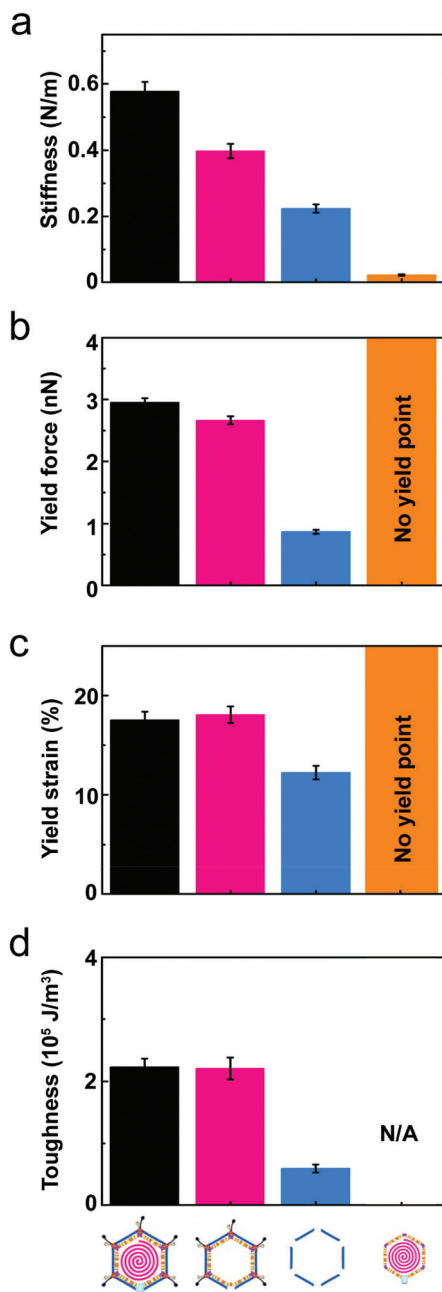 a
Stiffness (N/m)
0.6
0.4
0.2
0
b
Yield force (nN)
4
3
2
1
0
No yield point
c
Yield strain (%)
20
10
0
No yield point
d
Toughness (10⁵ J/m³)
4
2
0
N/A